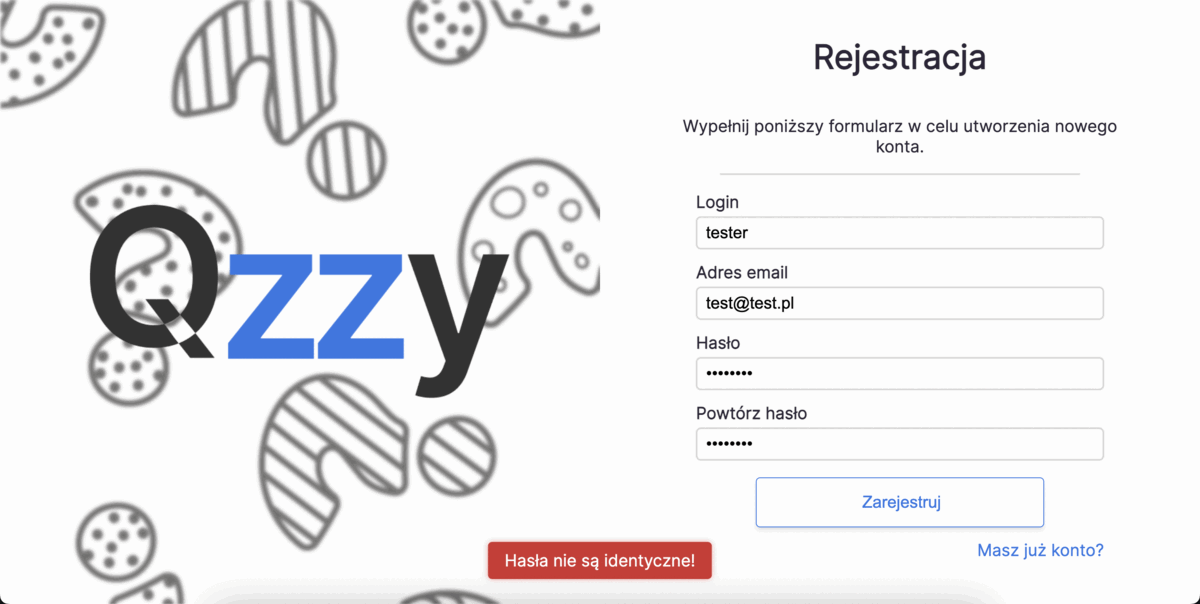 Qzzy
Rejestracja
Wypełnij poniższy formularz w celu utworzenia nowego
konta.
Login
tester
Adres email
test@test.pl
Hasło
••••••••
Powtórz hasło
••••••••
Zarejestruj
Masz już konto?
Hasła nie są identyczne!